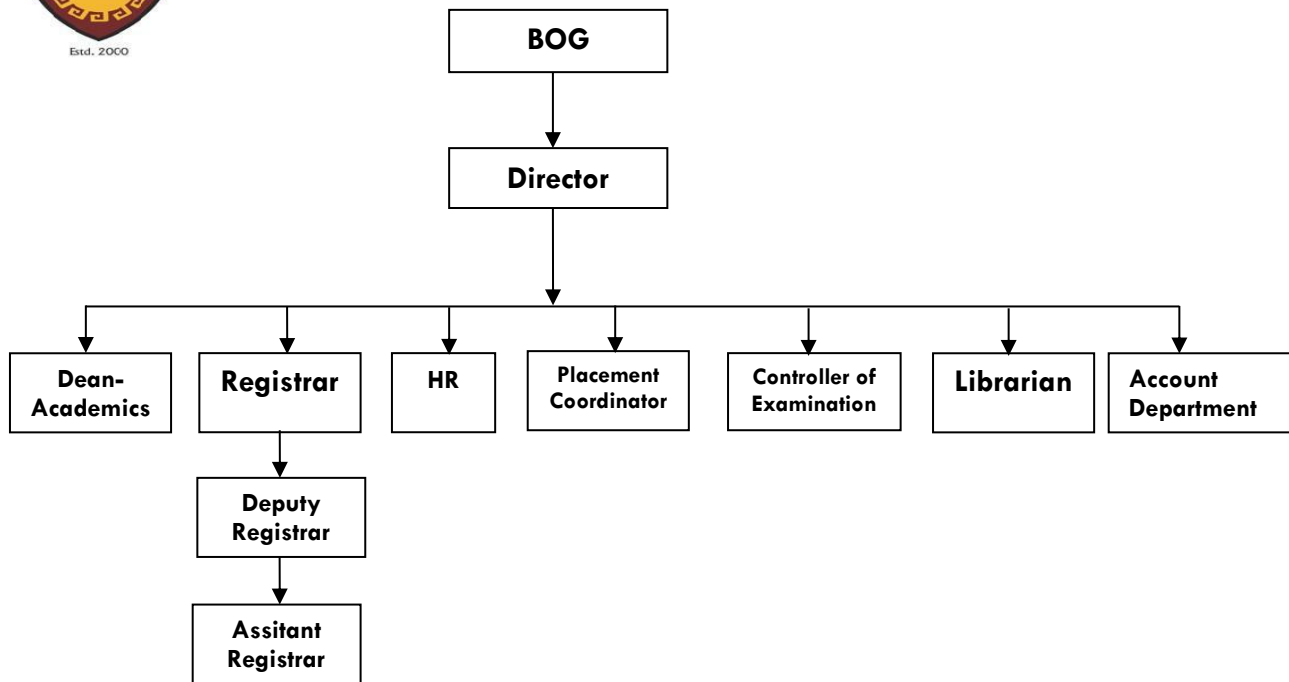 Estd. 2000
BOG
Director
Dean-
Academics
Registrar
HR
Placement
Coordinator
Controller of
Examination
Librarian
Account
Department
Deputy
Registrar
Assitant
Registrar